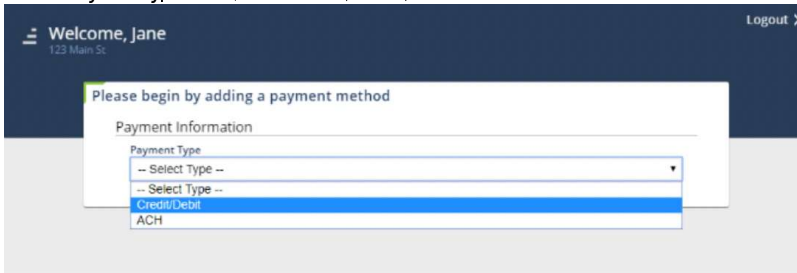 Welcome, Jane
Logout
123 Main St
Please begin by adding a payment method
Payment Information
Payment Type
-- Select Type --
-- Select Type --
Credit/Debit
ACH